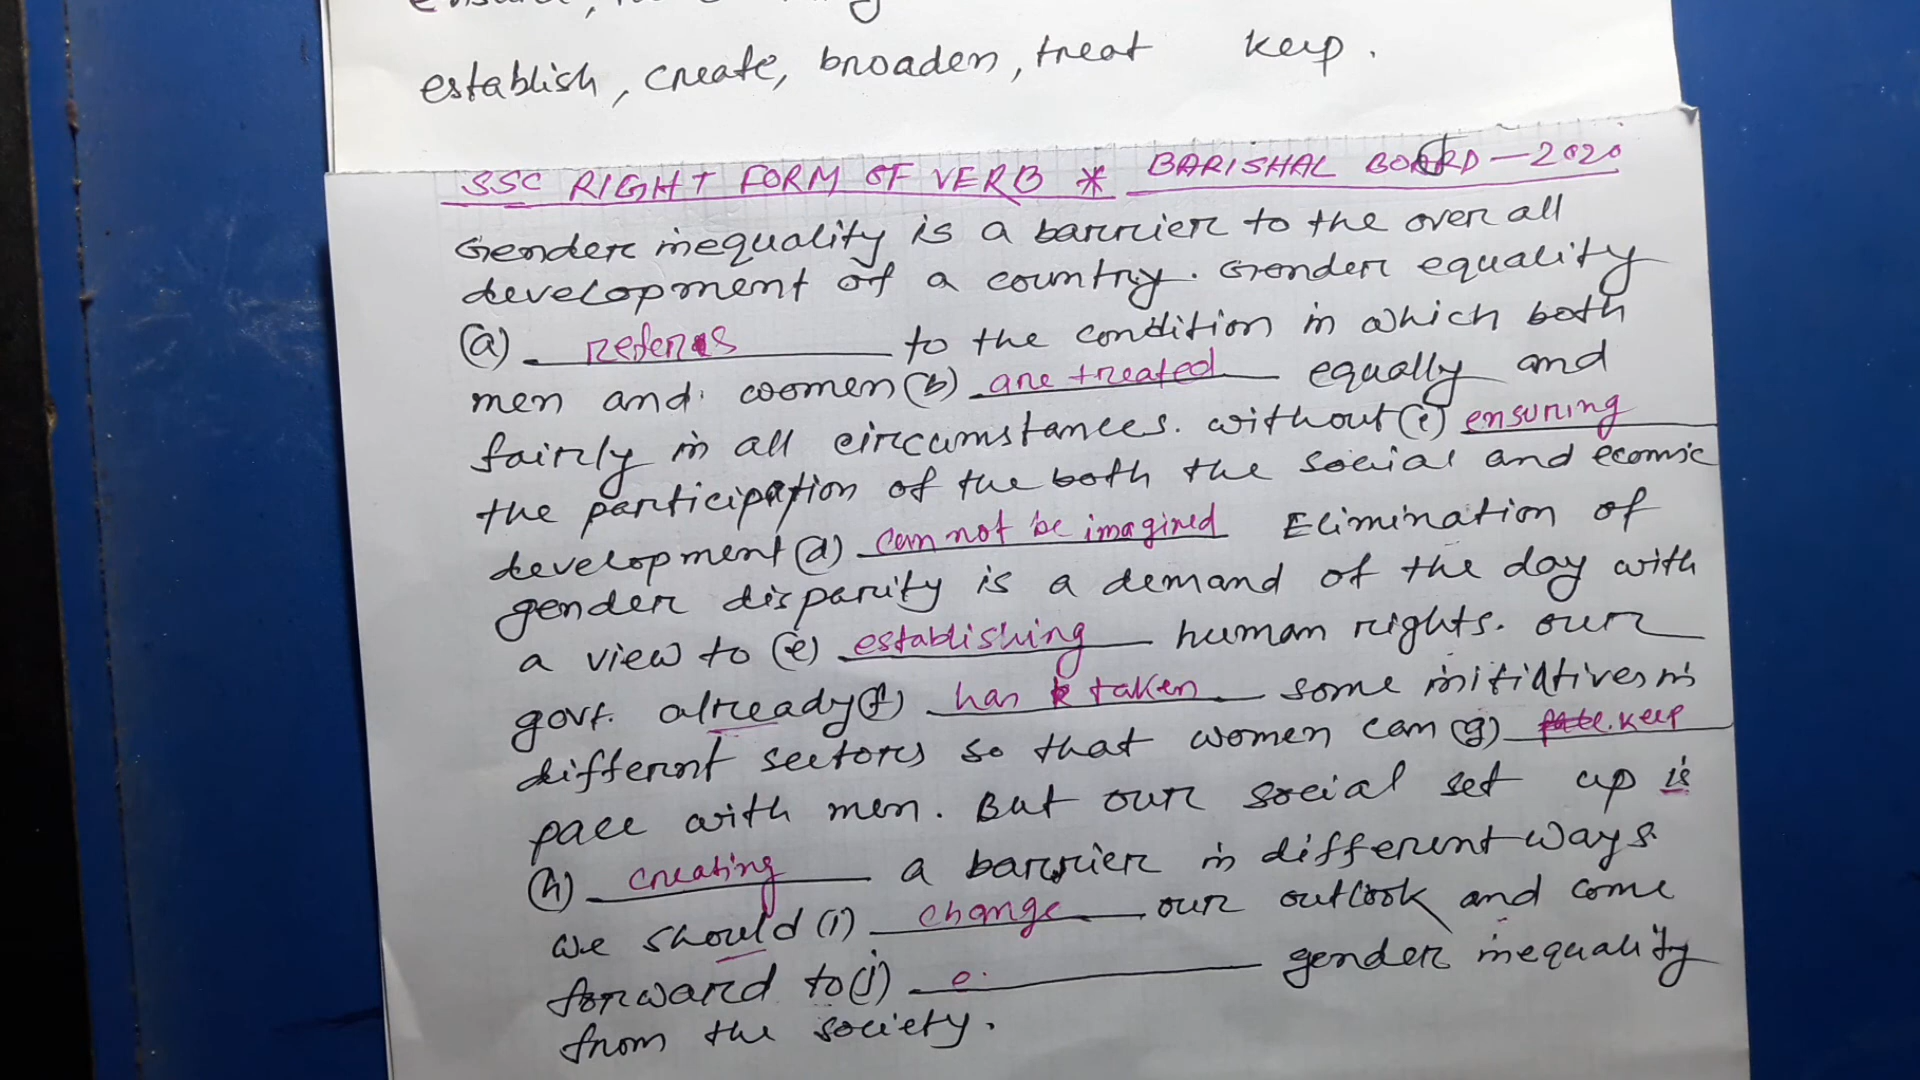 establish, create, broaden, treat keep.
SSC RIGHT FORM OF VERB * BARISHAL BOARD-2020
Gender inequality is a barrier to the over all
development of a country. Gender equality
(a) refers to the condition in which both
men and women (b) are treated equally and
fairly in all circumstances. without (c) ensuring
the participation of the both the social and ecomic
development (d) can not be imagined Elimination of
gender disparity is a demand of the day with
a view to (e) establishing human rights. our
govt. already (f) has taken some initiatives in
different sectors so that women can (g) keep
pace with men. But our social set up is
(h) creating a barrier in different ways.
we should (i) change our outlook and come
forward to (j) e. gender inequality
from the society.